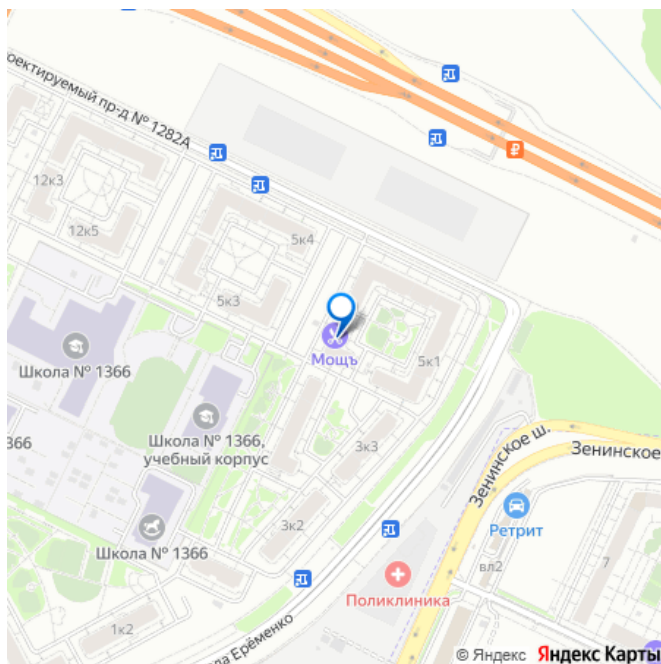 оектируемый пр-д № 1282А
12к3
12к5
5к4
5к3
Мощъ
5к1
Школа № 1366
Школа № 1366,
учебный корпус
366
3к3
Зенинское ш.
Зенинское
Ретрит
вл2
7
3к2
Школа № 1366
Поликлиника
1к2
ла Ерёменко
© Яндекс Яндекс Карты